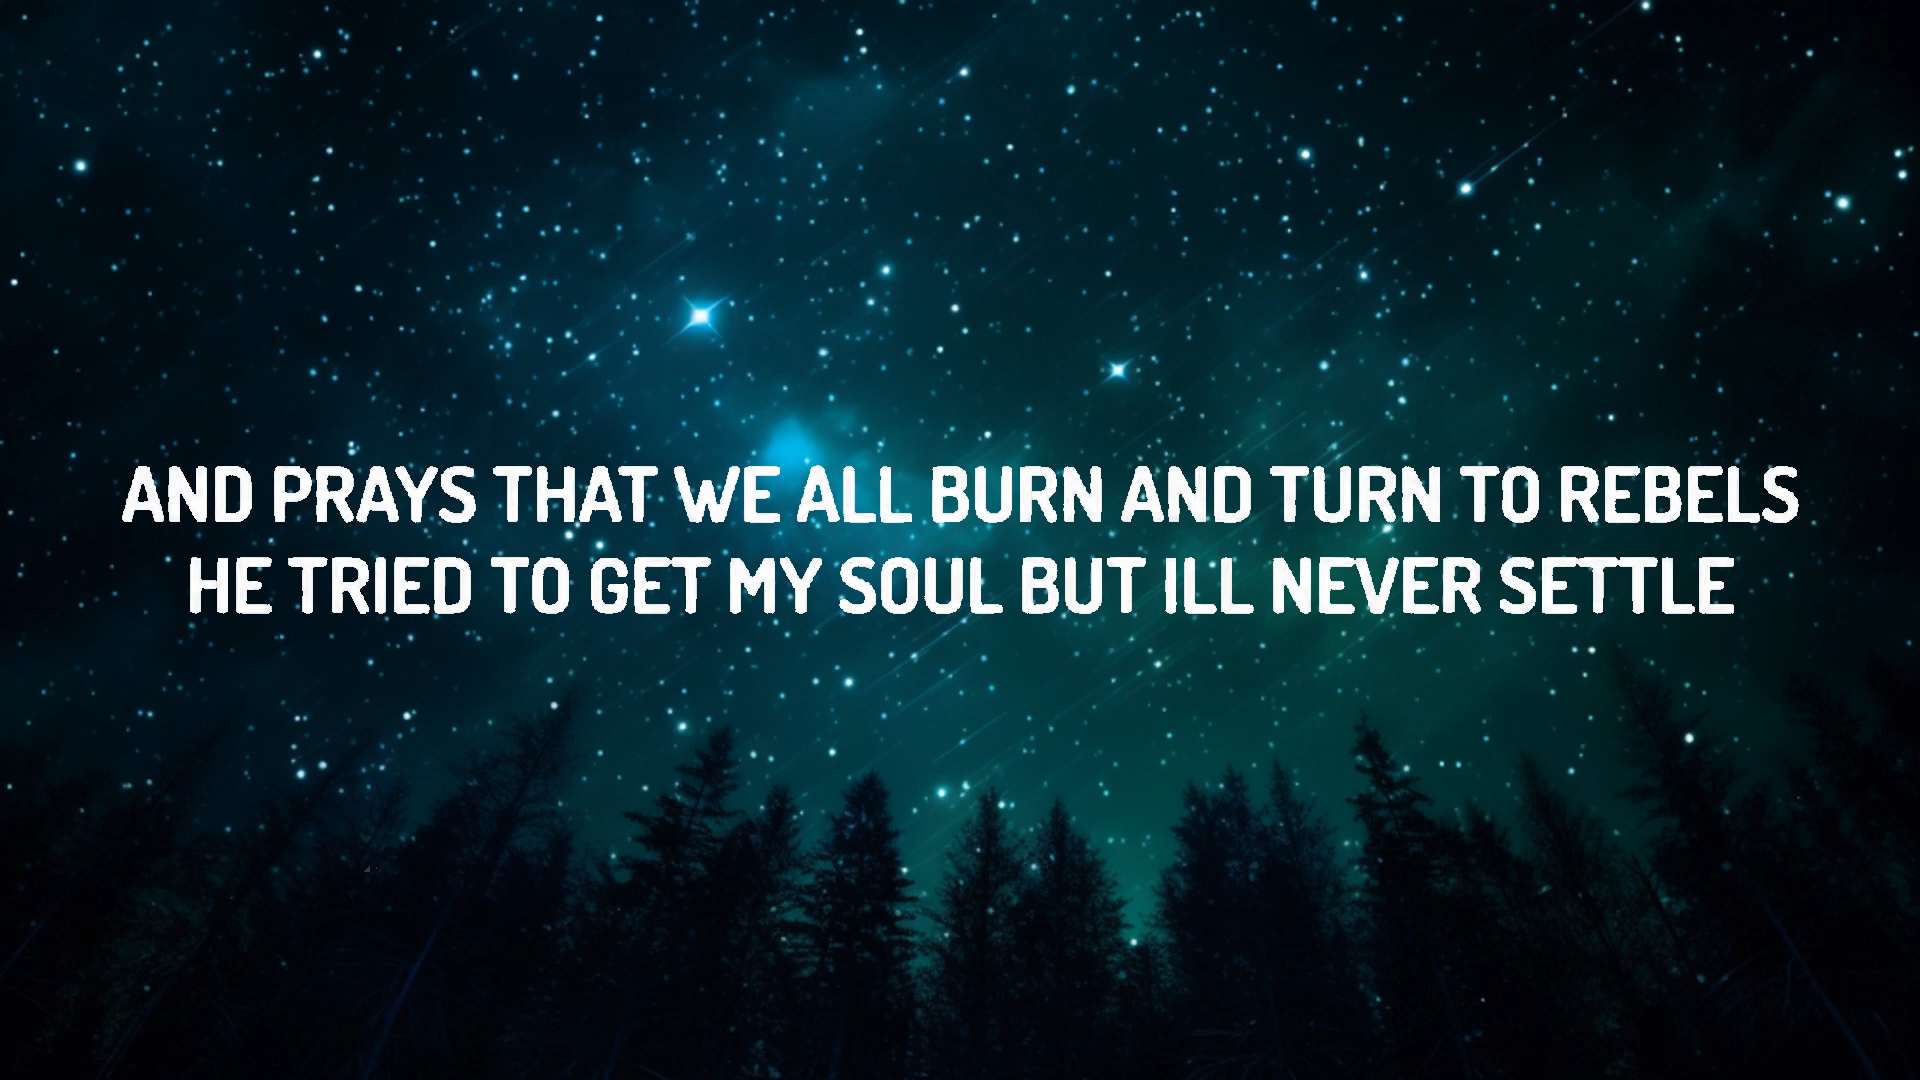 AND PRAYS THAT WE ALL BURN AND TURN TO REBELS
HE TRIED TO GET MY SOUL BUT ILL NEVER SETTLE